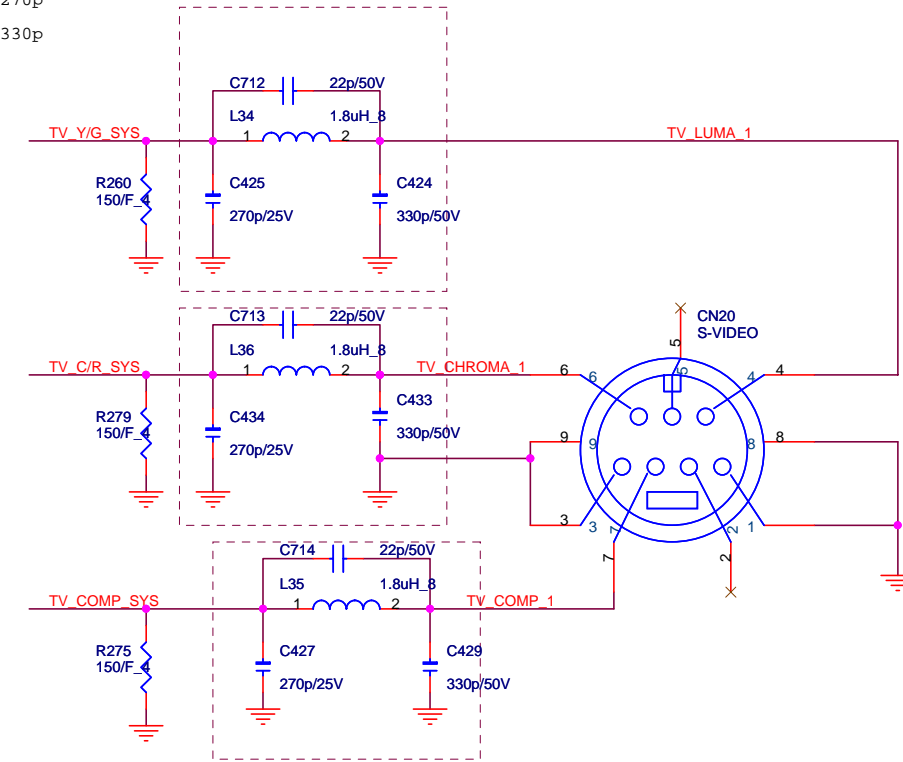 330p
C712 22p/50V
L34 1.8uH_8
TV_Y/G_SYS 1 2 TV_LUMA_1
R260 C425 C424
150/F_4
270p/25V 330p/50V
C713 22p/50V CN20
S-VIDEO
L36 1.8uH_8 5
TV_C/R_SYS 1 2 TV_CHROMA_1 6 6 5 4 4
C433
R279 C434
150/F_4 330p/50V 9 9 8 8
270p/25V
3 3 7 2 1
C714 22p/50V
7 2
L35 1.8uH_8
TV_COMP_SYS 1 2 TV_COMP_1
R275 C427 C429
150/F_4
270p/25V 330p/50V